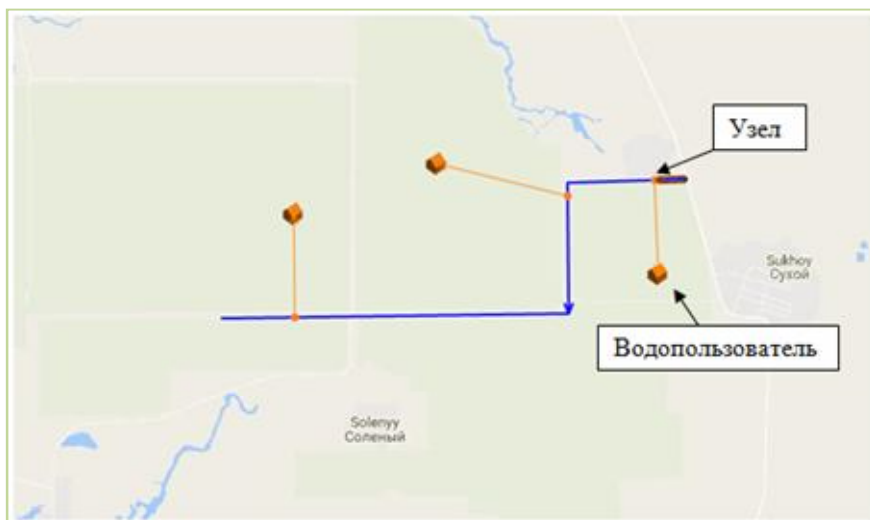 Узел
Sukhoy
Сухой
Водопользователь
Solenyy
Соленый